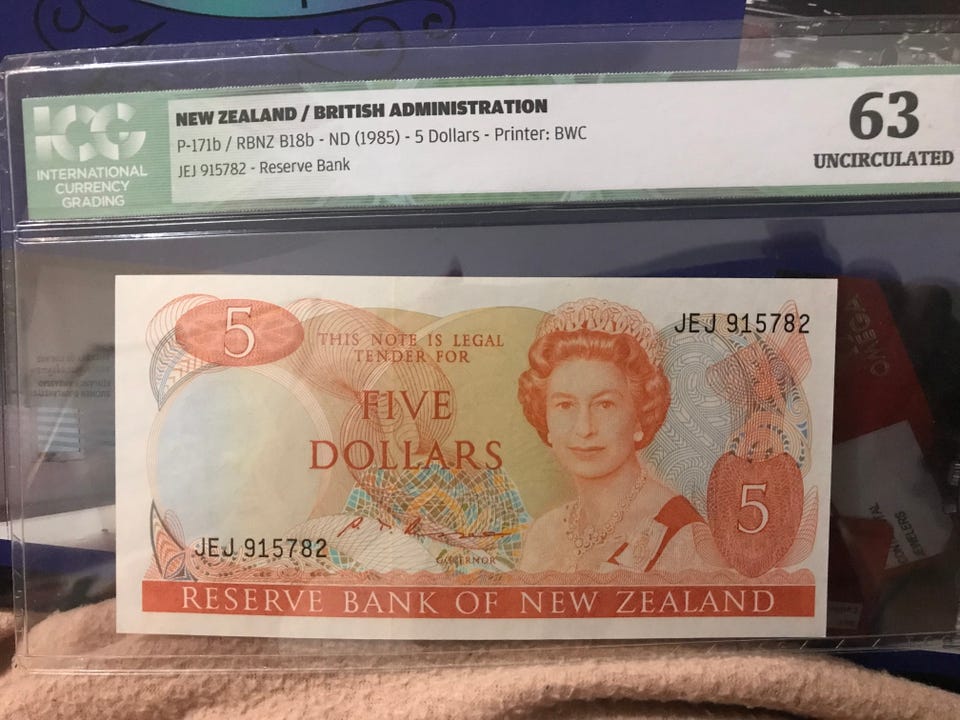 ICG
INTERNATIONAL
CURRENCY
GRADING
NEW ZEALAND / BRITISH ADMINISTRATION
P-171b / RBNZ B18b - ND (1985) - 5 Dollars - Printer: BWC
JEJ 915782 - Reserve Bank
63
UNCIRCULATED
5
THIS NOTE IS LEGAL
TENDER FOR
FIVE
DOLLARS
JEJ 915782
5
JEJ 915782
GOVERNOR
RESERVE BANK OF NEW ZEALAND